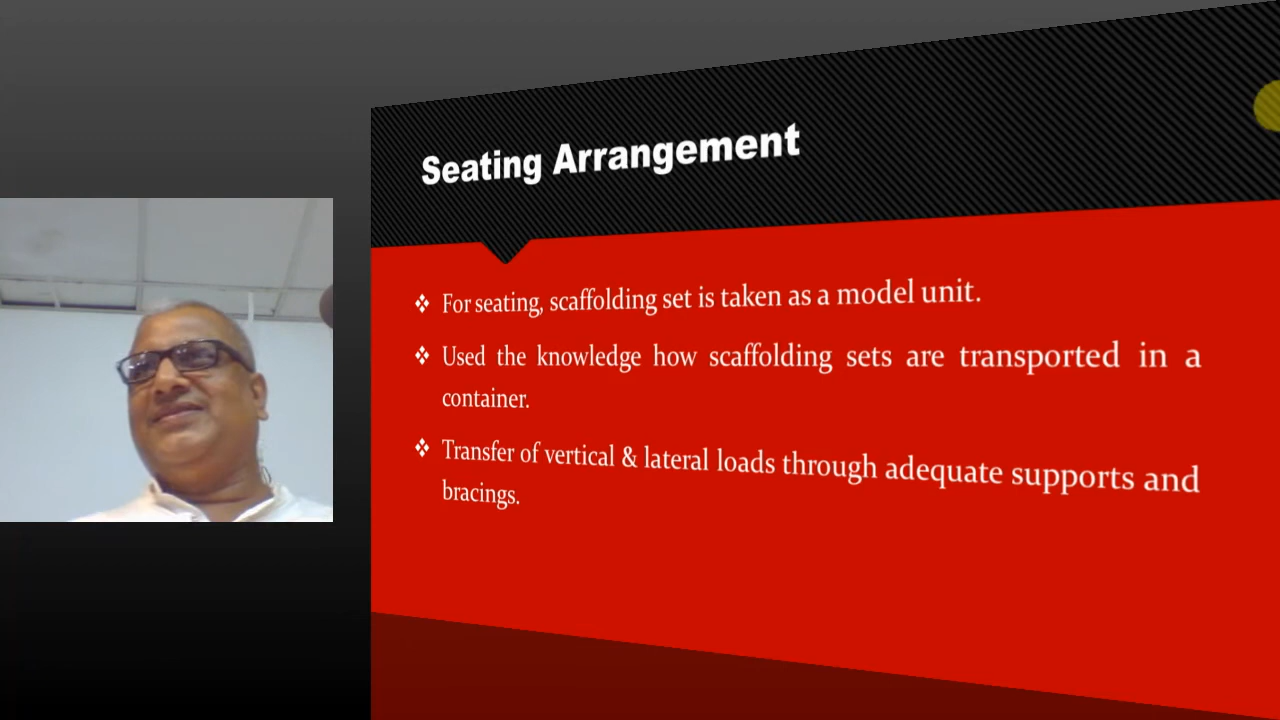 Seating Arrangement
❖ For seating, scaffolding set is taken as a model unit.
❖ Used the knowledge how scaffolding sets are transported in a
container.
❖ Transfer of vertical & lateral loads through adequate supports and
bracings.